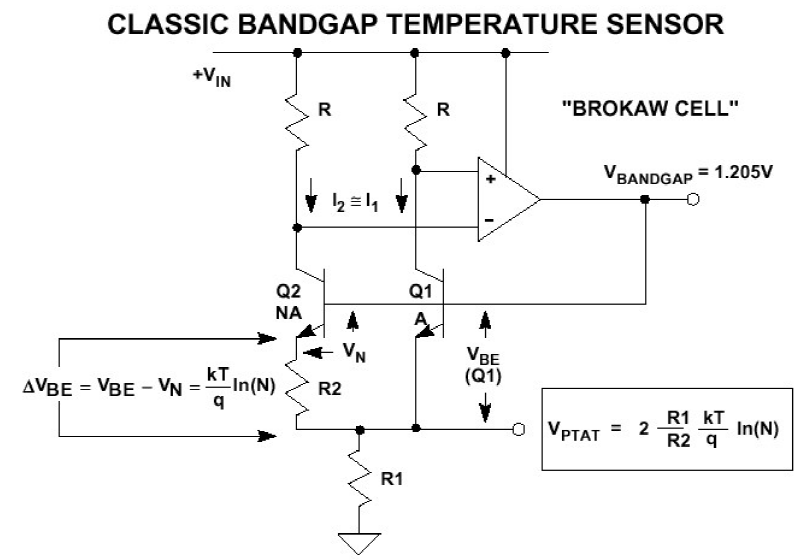 CLASSIC BANDGAP TEMPERATURE SENSOR
+VIN
R
R
"BROKAW CELL"
+
VBANDGAP = 1.205V
I2 ≅ I1
−
Q2
NA
Q1
A
VN
VBE
(Q1)
ΔVBE = VBE − VN = kT/q ln(N)
R2
VPTAT = 2 R1/R2 kT/q ln(N)
R1